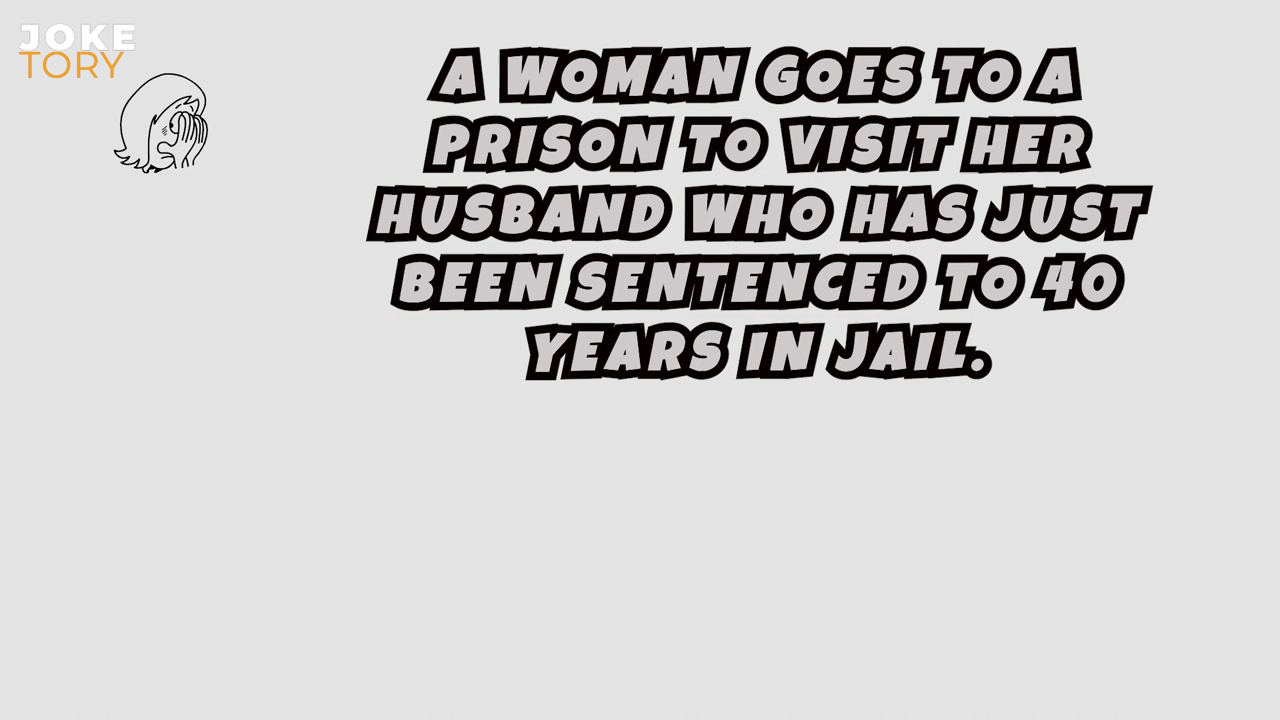 JOKE
TORY
A WOMAN GOES TO A
PRISON TO VISIT HER
HUSBAND WHO HAS JUST
BEEN SENTENCED TO 40
YEARS IN JAIL.